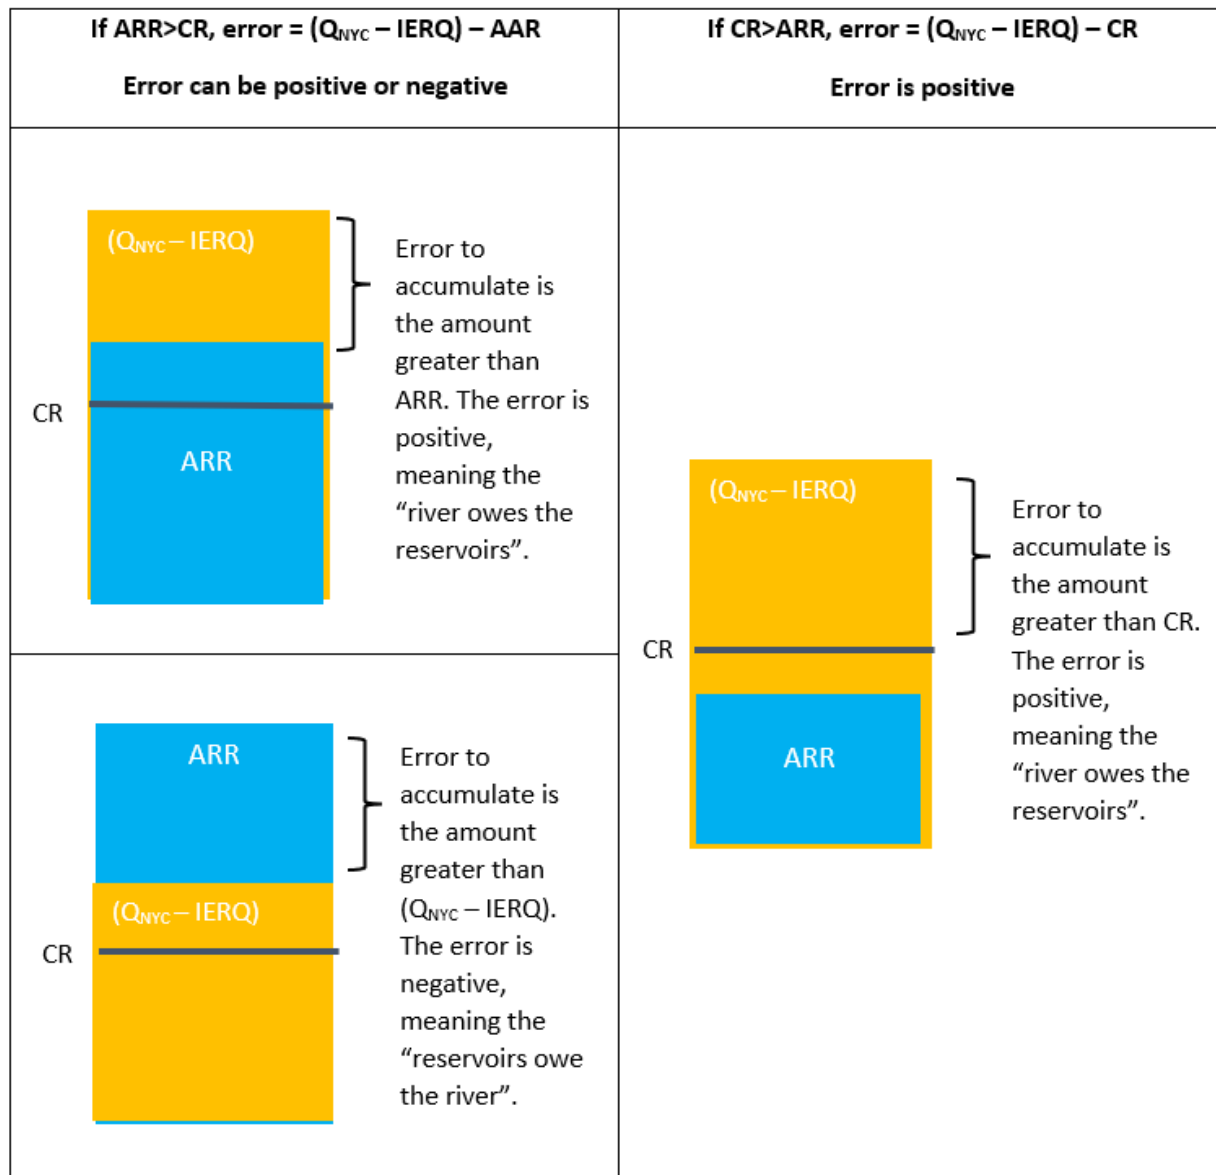 If ARR>CR, error = (QNYC – IERQ) – AAR
Error can be positive or negative
If CR>ARR, error = (QNYC – IERQ) – CR
Error is positive
(QNYC – IERQ)
CR
ARR
Error to
accumulate is
the amount
greater than
ARR. The error is
positive,
meaning the
“river owes the
reservoirs”.
ARR
(QNYC – IERQ)
CR
Error to
accumulate is
the amount
greater than
(QNYC – IERQ).
The error is
negative,
meaning the
“reservoirs owe
the river”.
(QNYC – IERQ)
CR
ARR
Error to
accumulate is
the amount
greater than CR.
The error is
positive,
meaning the
“river owes the
reservoirs”.